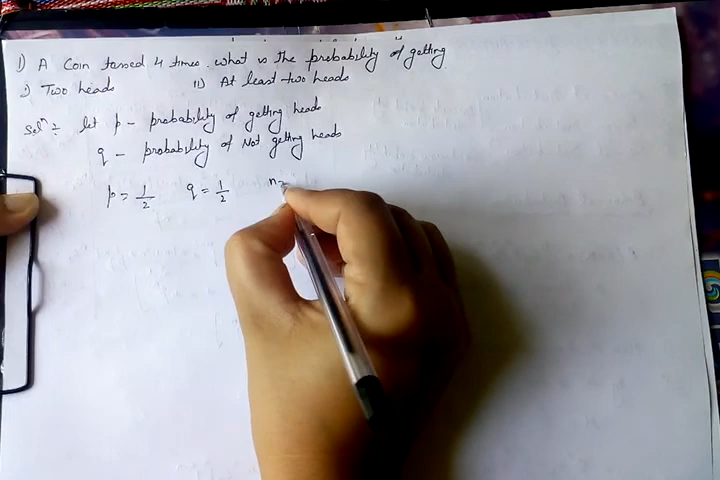 1) A Coin tossed 4 times. what is the probability of getting
i) Two heads ii) At least two heads
Solⁿ:- let p - probability of getting heads
q - probability of Not getting heads
p = 1/2 q = 1/2 n=